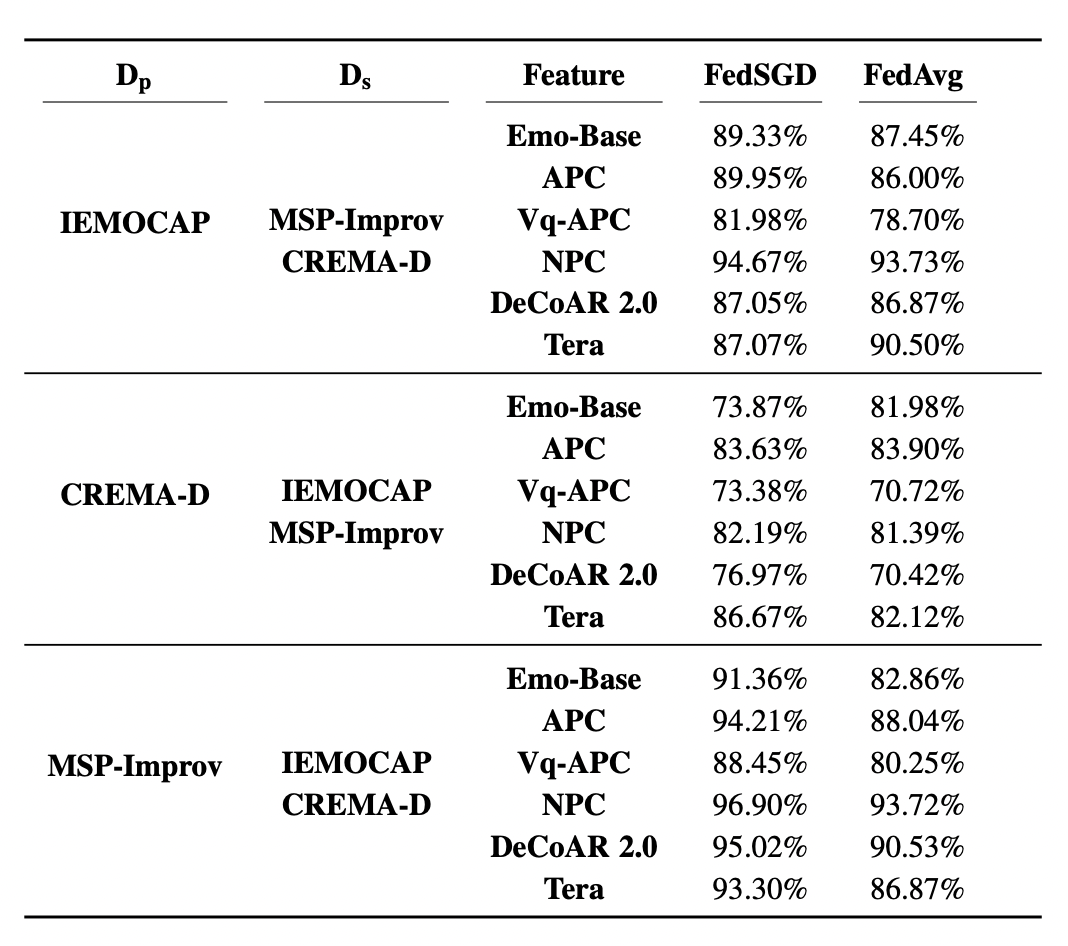 Dp Ds Feature FedSGD FedAvg
Emo-Base 89.33% 87.45%
APC 89.95% 86.00%
IEMOCAP MSP-Improv Vq-APC 81.98% 78.70%
CREMA-D NPC 94.67% 93.73%
DeCoAR 2.0 87.05% 86.87%
Tera 87.07% 90.50%
Emo-Base 73.87% 81.98%
APC 83.63% 83.90%
CREMA-D IEMOCAP Vq-APC 73.38% 70.72%
MSP-Improv NPC 82.19% 81.39%
DeCoAR 2.0 76.97% 70.42%
Tera 86.67% 82.12%
Emo-Base 91.36% 82.86%
APC 94.21% 88.04%
MSP-Improv IEMOCAP Vq-APC 88.45% 80.25%
CREMA-D NPC 96.90% 93.72%
DeCoAR 2.0 95.02% 90.53%
Tera 93.30% 86.87%